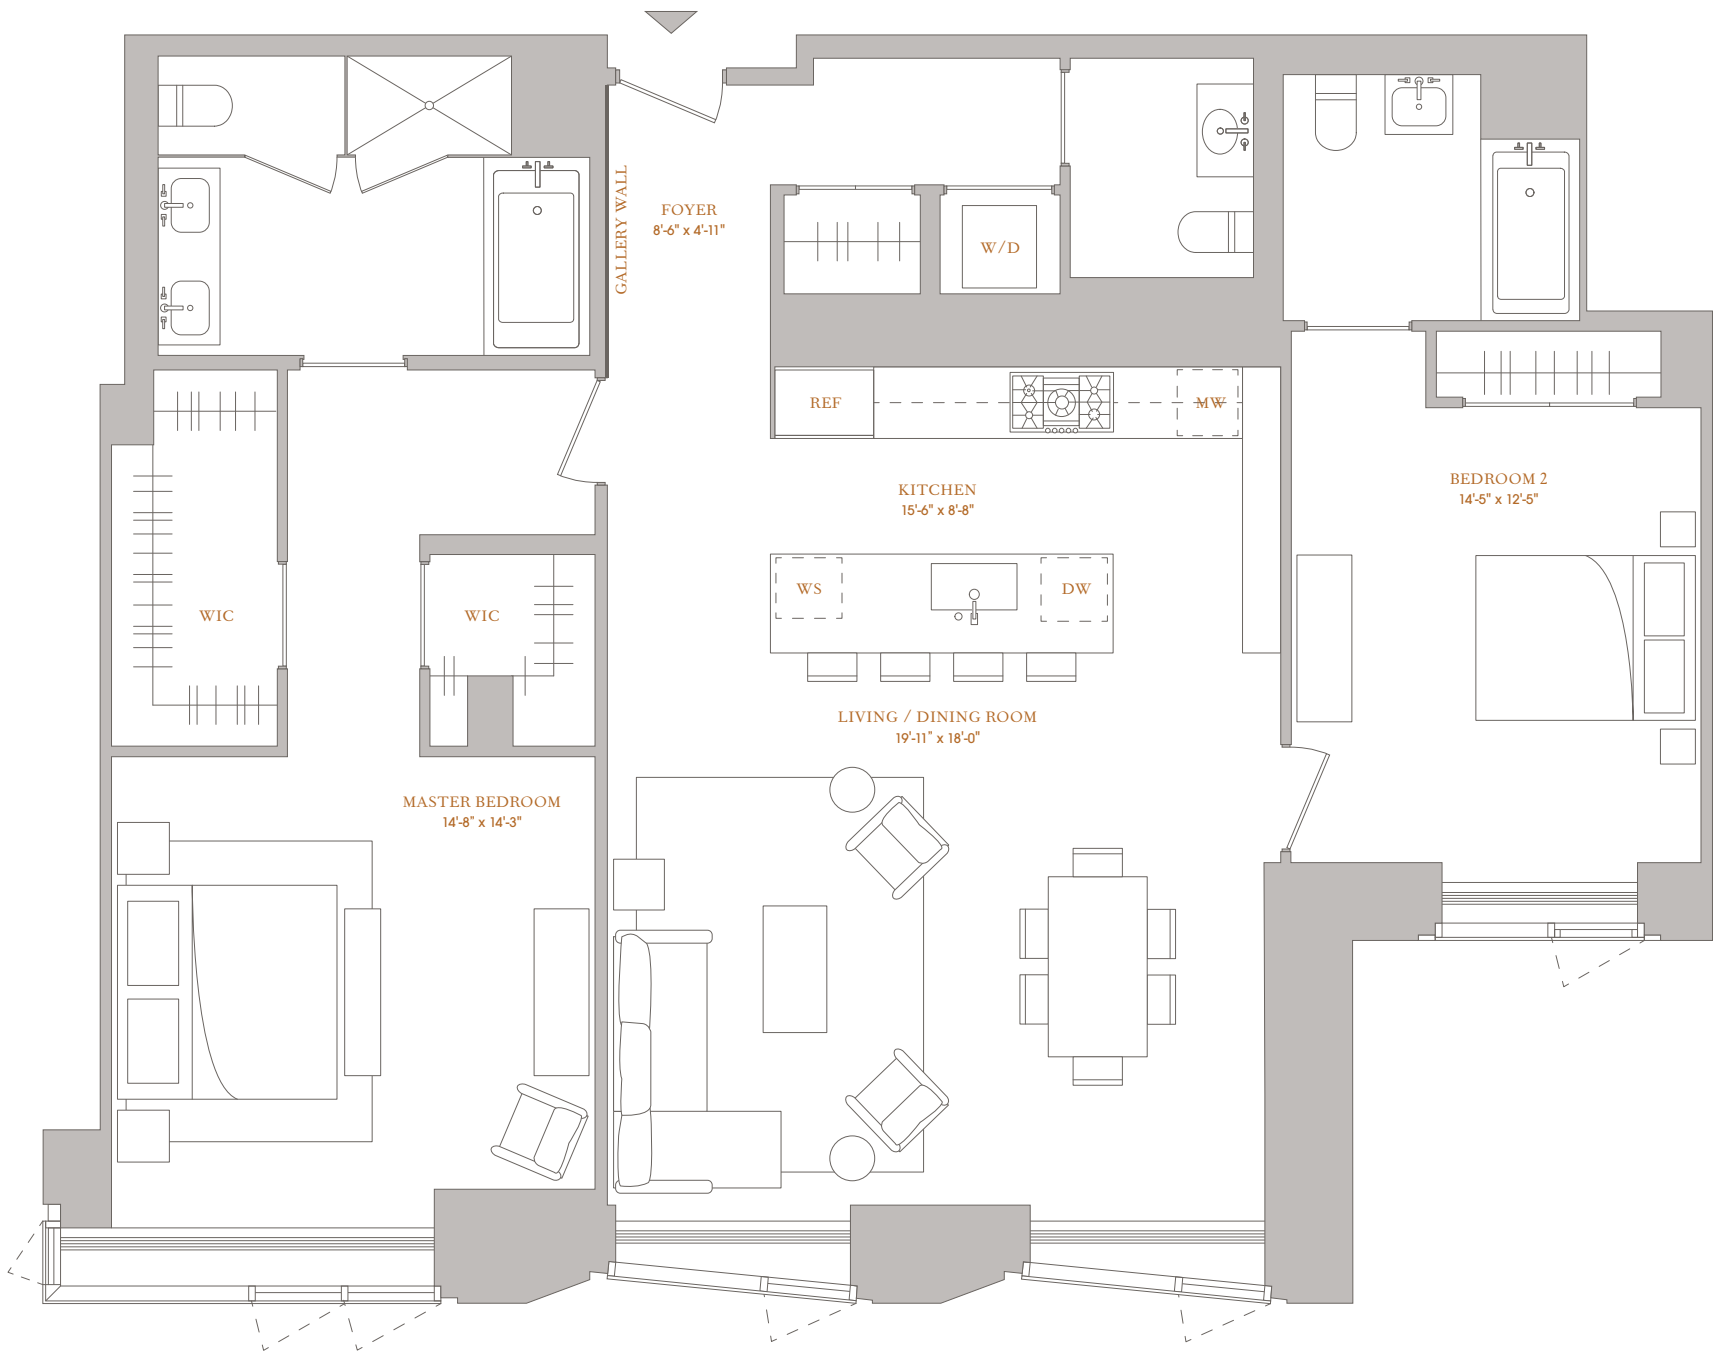 GALLERY WALL
FOYER
8'-6" x 4'-11"
W/D
REF
MW
KITCHEN
15'-6" x 8'-8"
BEDROOM 2
14'-5" x 12'-5"
WIC
WIC
WS
DW
LIVING / DINING ROOM
19'-11" x 18'-0"
MASTER BEDROOM
14'-8" x 14'-3"